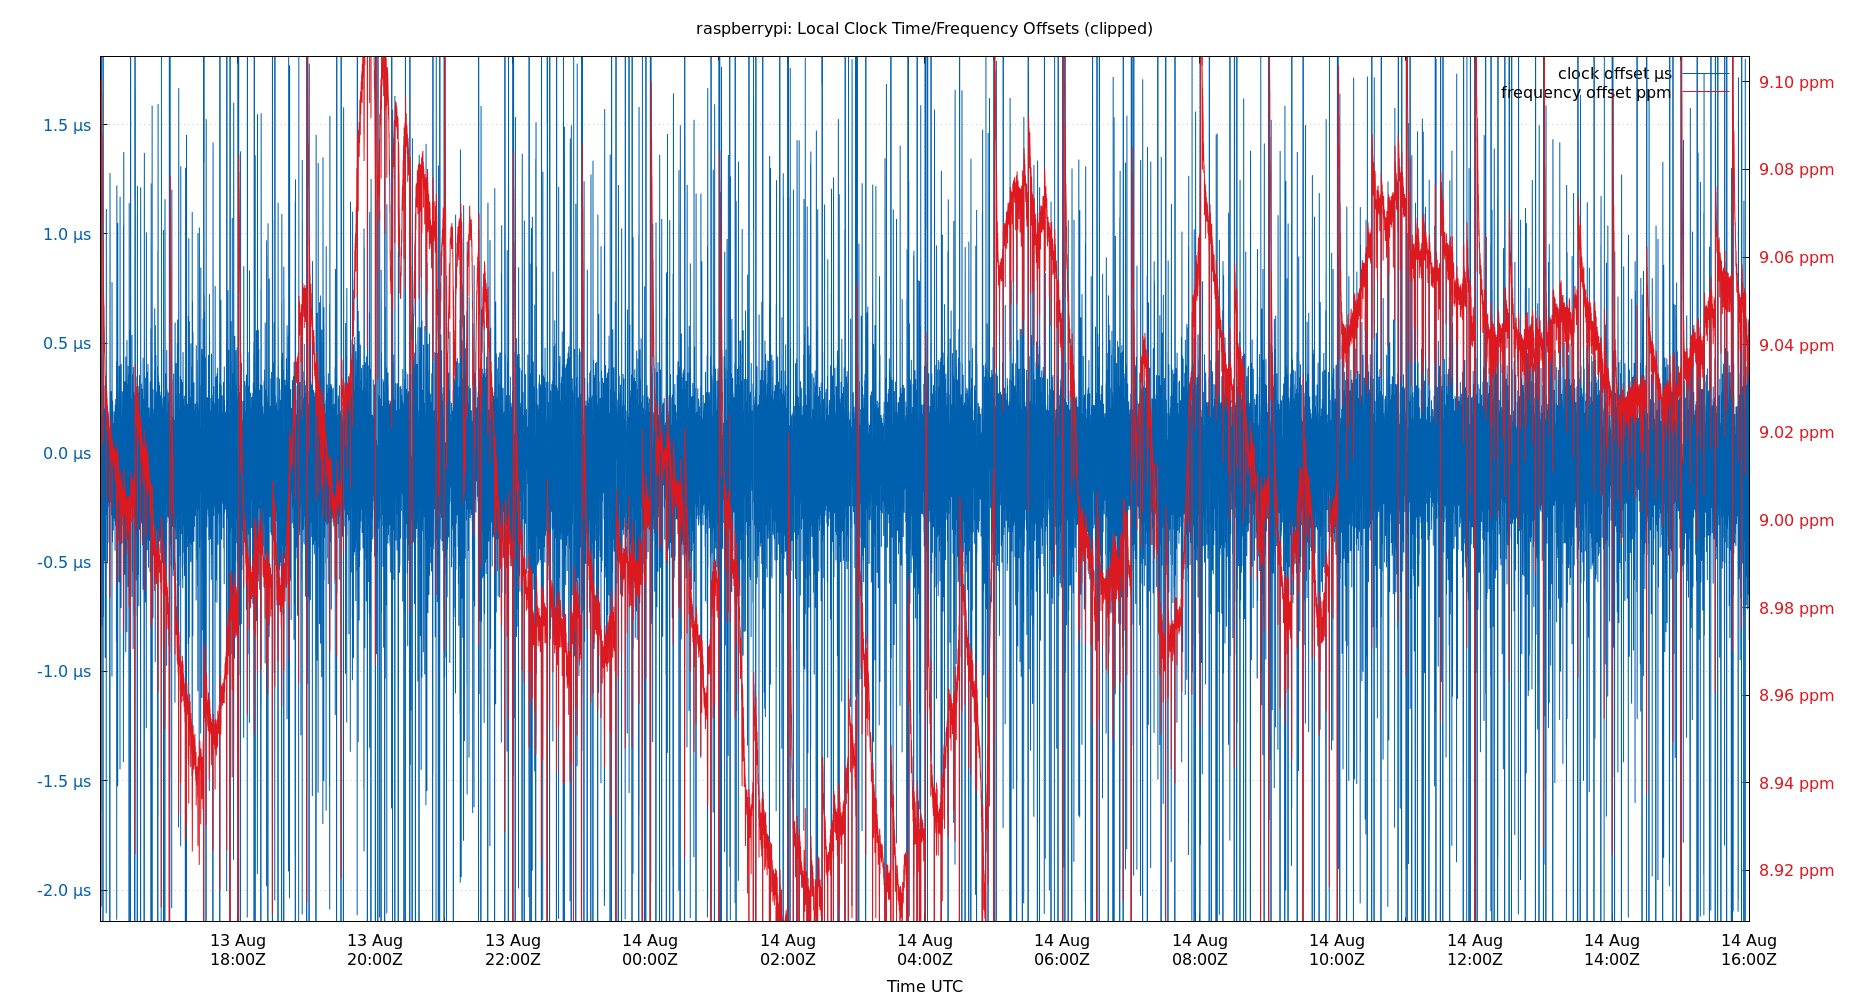 raspberrypi: Local Clock Time/Frequency Offsets (clipped)
clock offset µs
frequency offset ppm
1.5 µs
1.0 µs
0.5 µs
0.0 µs
-0.5 µs
-1.0 µs
-1.5 µs
-2.0 µs
9.10 ppm
9.08 ppm
9.06 ppm
9.04 ppm
9.02 ppm
9.00 ppm
8.98 ppm
8.96 ppm
8.94 ppm
8.92 ppm
13 Aug
18:00Z
13 Aug
20:00Z
13 Aug
22:00Z
14 Aug
00:00Z
14 Aug
02:00Z
14 Aug
04:00Z
14 Aug
06:00Z
14 Aug
08:00Z
14 Aug
10:00Z
14 Aug
12:00Z
14 Aug
14:00Z
14 Aug
16:00Z
Time UTC